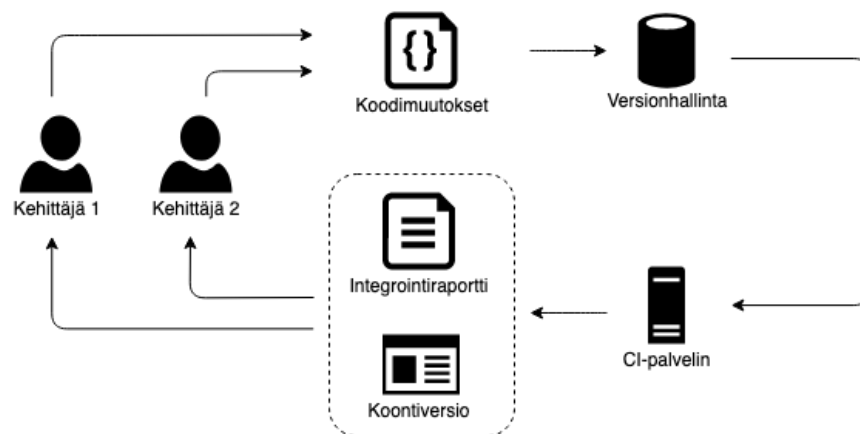 {}
Koodimuutokset
Versionhallinta
Kehittäjä 1
Kehittäjä 2
Integrointiraportti
CI-palvelin
Koontiversio